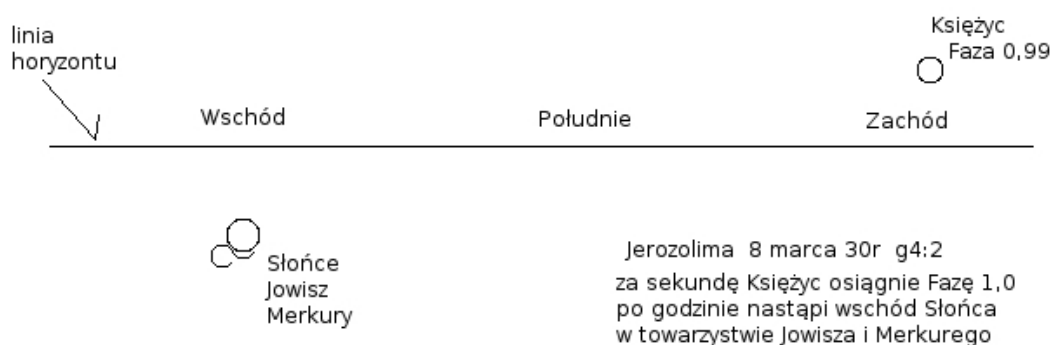 linia
horyzontu
Wschód
Południe
Księżyc
Faza 0,99
Zachód
Słońce
Jowisz
Merkury
Jerozolima 8 marca 30r g4:2
za sekundę Księżyc osiągnie Fazę 1,0
po godzinie nastąpi wschód Słońca
w towarzystwie Jowisza i Merkurego